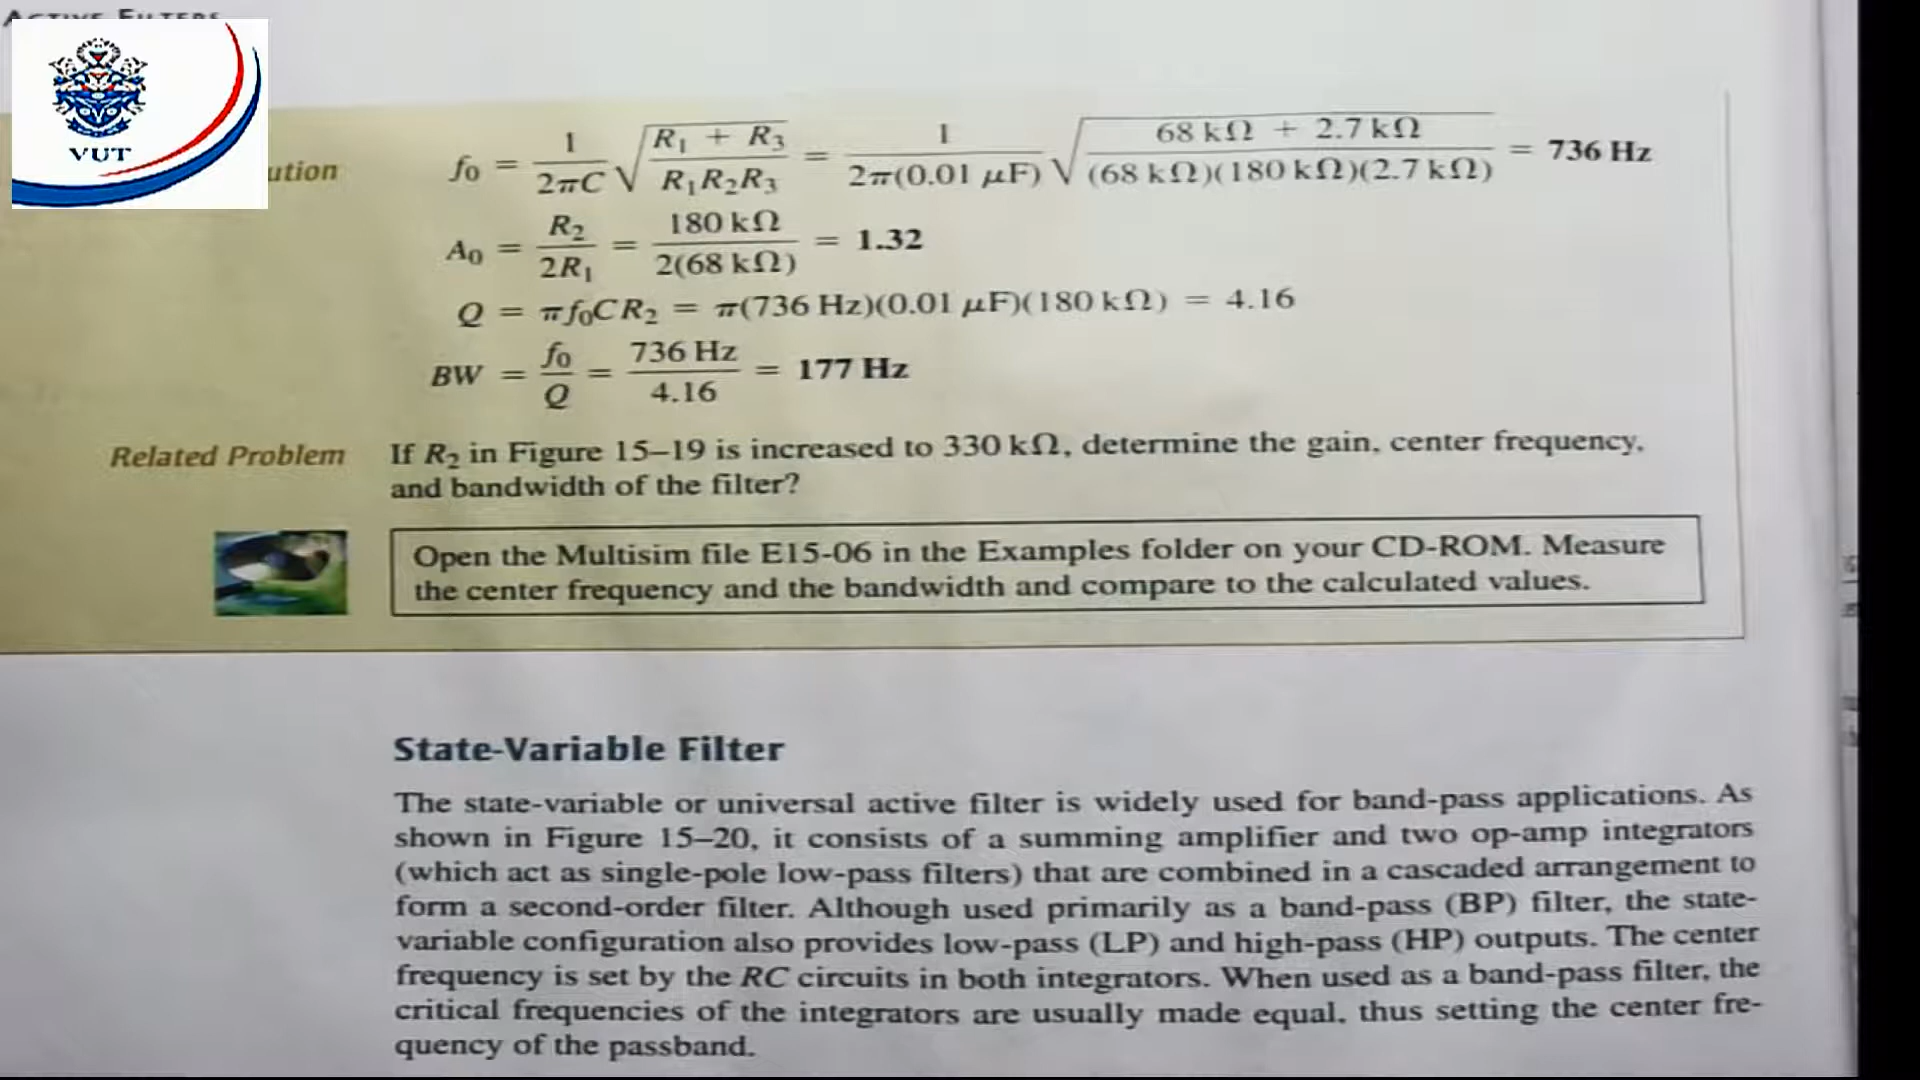 ACTIVE FILTERS
VUT
ution
f₀ = 1/2πC √((R₁ + R₃)/(R₁R₂R₃)) = 1/(2π(0.01 μF)) √((68 kΩ + 2.7 kΩ)/((68 kΩ)(180 kΩ)(2.7 kΩ))) = 736 Hz
A₀ = R₂/2R₁ = 180 kΩ/2(68 kΩ) = 1.32
Q = πf₀CR₂ = π(736 Hz)(0.01 μF)(180 kΩ) = 4.16
BW = f₀/Q = 736 Hz/4.16 = 177 Hz
Related Problem If R₂ in Figure 15–19 is increased to 330 kΩ, determine the gain, center frequency,
and bandwidth of the filter?
Open the Multisim file E15-06 in the Examples folder on your CD-ROM. Measure
the center frequency and the bandwidth and compare to the calculated values.
State-Variable Filter
The state-variable or universal active filter is widely used for band-pass applications. As
shown in Figure 15–20, it consists of a summing amplifier and two op-amp integrators
(which act as single-pole low-pass filters) that are combined in a cascaded arrangement to
form a second-order filter. Although used primarily as a band-pass (BP) filter, the state-
variable configuration also provides low-pass (LP) and high-pass (HP) outputs. The center
frequency is set by the RC circuits in both integrators. When used as a band-pass filter, the
critical frequencies of the integrators are usually made equal, thus setting the center fre-
quency of the passband.